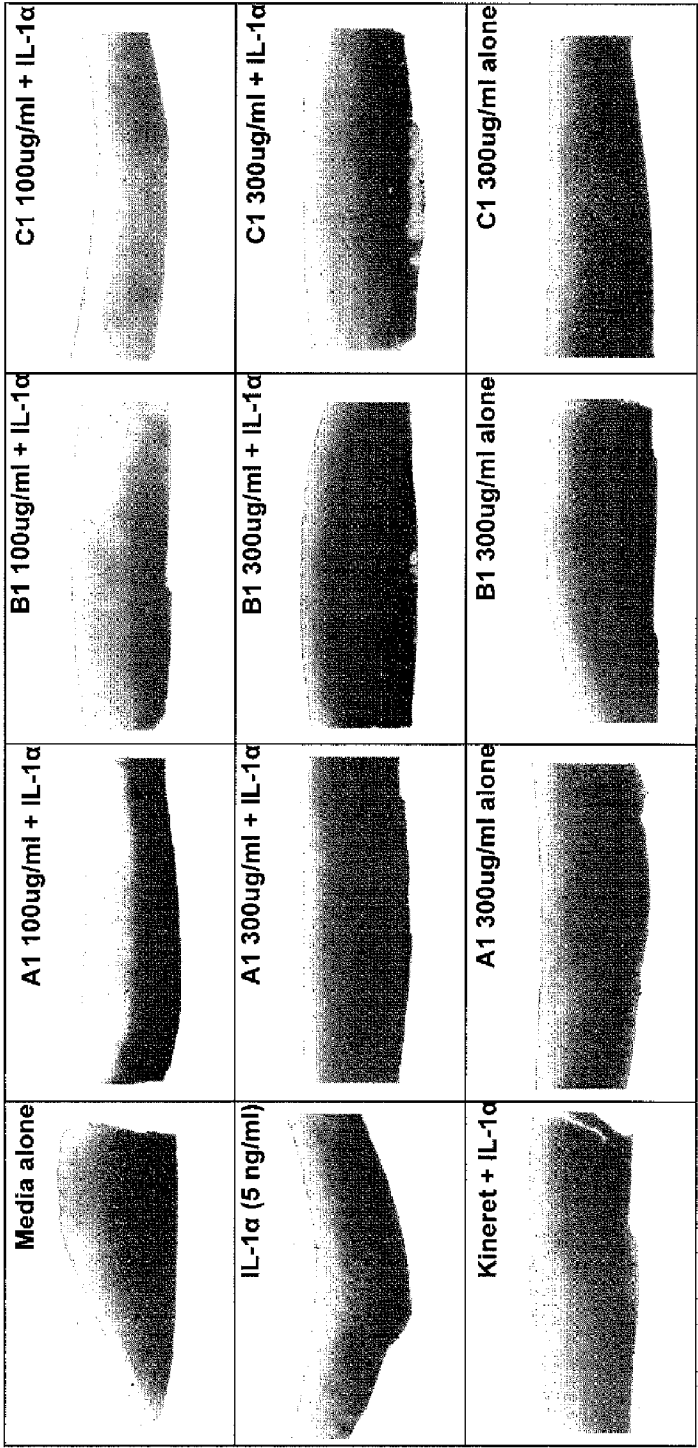 Media alone
A1 100ug/ml + IL-1α
B1 100ug/ml + IL-1α
C1 100ug/ml + IL-1α
IL-1α (5 ng/ml)
A1 300ug/ml + IL-1α
B1 300ug/ml + IL-1α
C1 300ug/ml + IL-1α
Kineret + IL-1α
A1 300ug/ml alone
B1 300ug/ml alone
C1 300ug/ml alone